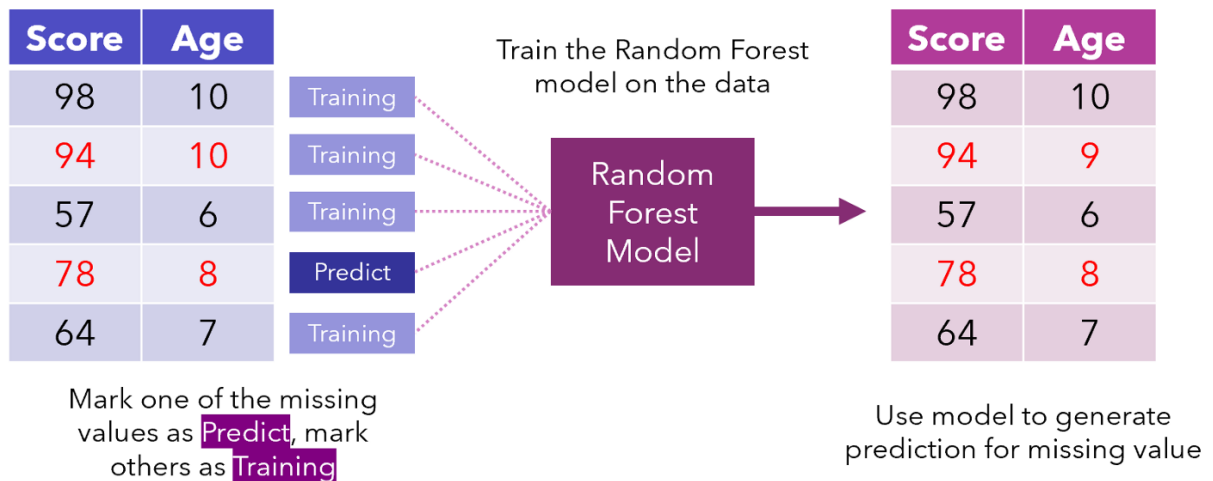 Score Age
98 10
94 10
57 6
78 8
64 7
Training
Training
Training
Predict
Training
Mark one of the missing
values as Predict, mark
others as Training
Train the Random Forest
model on the data
Random
Forest
Model
Score Age
98 10
94 9
57 6
78 8
64 7
Use model to generate
prediction for missing value